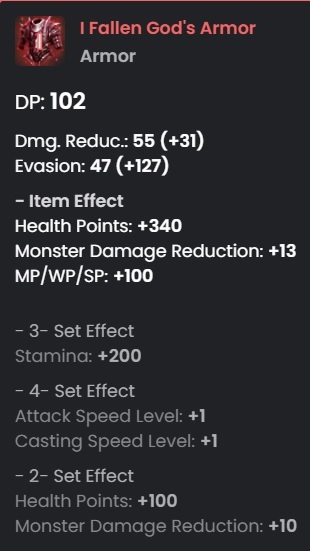 I Fallen God's Armor
Armor
DP: 102
Dmg. Reduc.: 55 (+31)
Evasion: 47 (+127)
- Item Effect
Health Points: +340
Monster Damage Reduction: +13
MP/WP/SP: +100
- 3- Set Effect
Stamina: +200
- 4- Set Effect
Attack Speed Level: +1
Casting Speed Level: +1
- 2- Set Effect
Health Points: +100
Monster Damage Reduction: +10